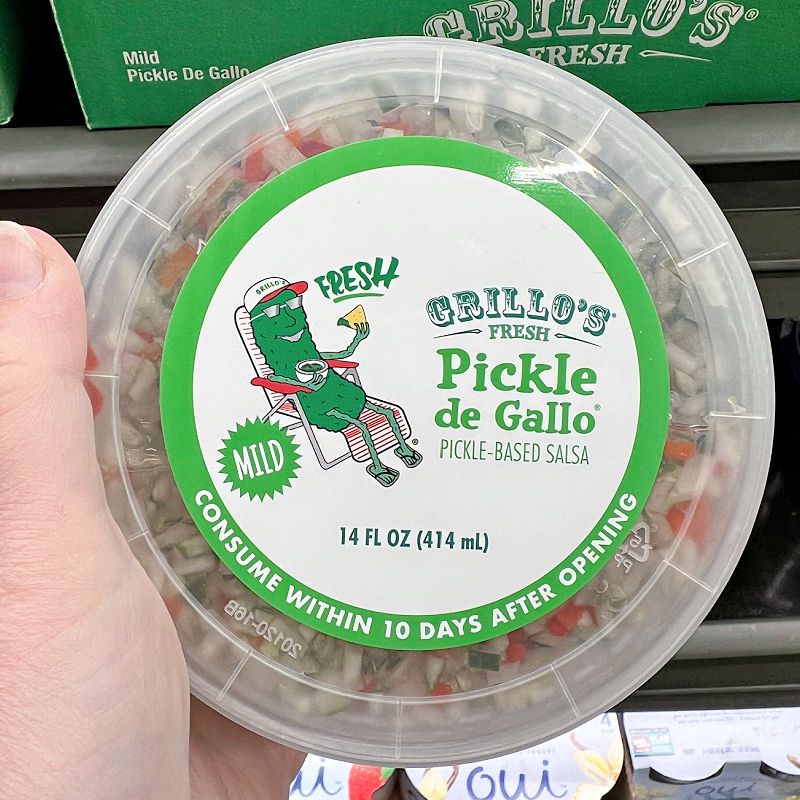 Mild
Pickle De Gallo
GRILLO'S®
FRESH
GRILLO'S
FRESH
GRILLO'S®
FRESH
Pickle
de Gallo®
PICKLE-BASED SALSA
MILD
®
14 FL OZ (414 mL)
CONSUME WITHIN 10 DAYS AFTER OPENING
20120-16B
oui
oui